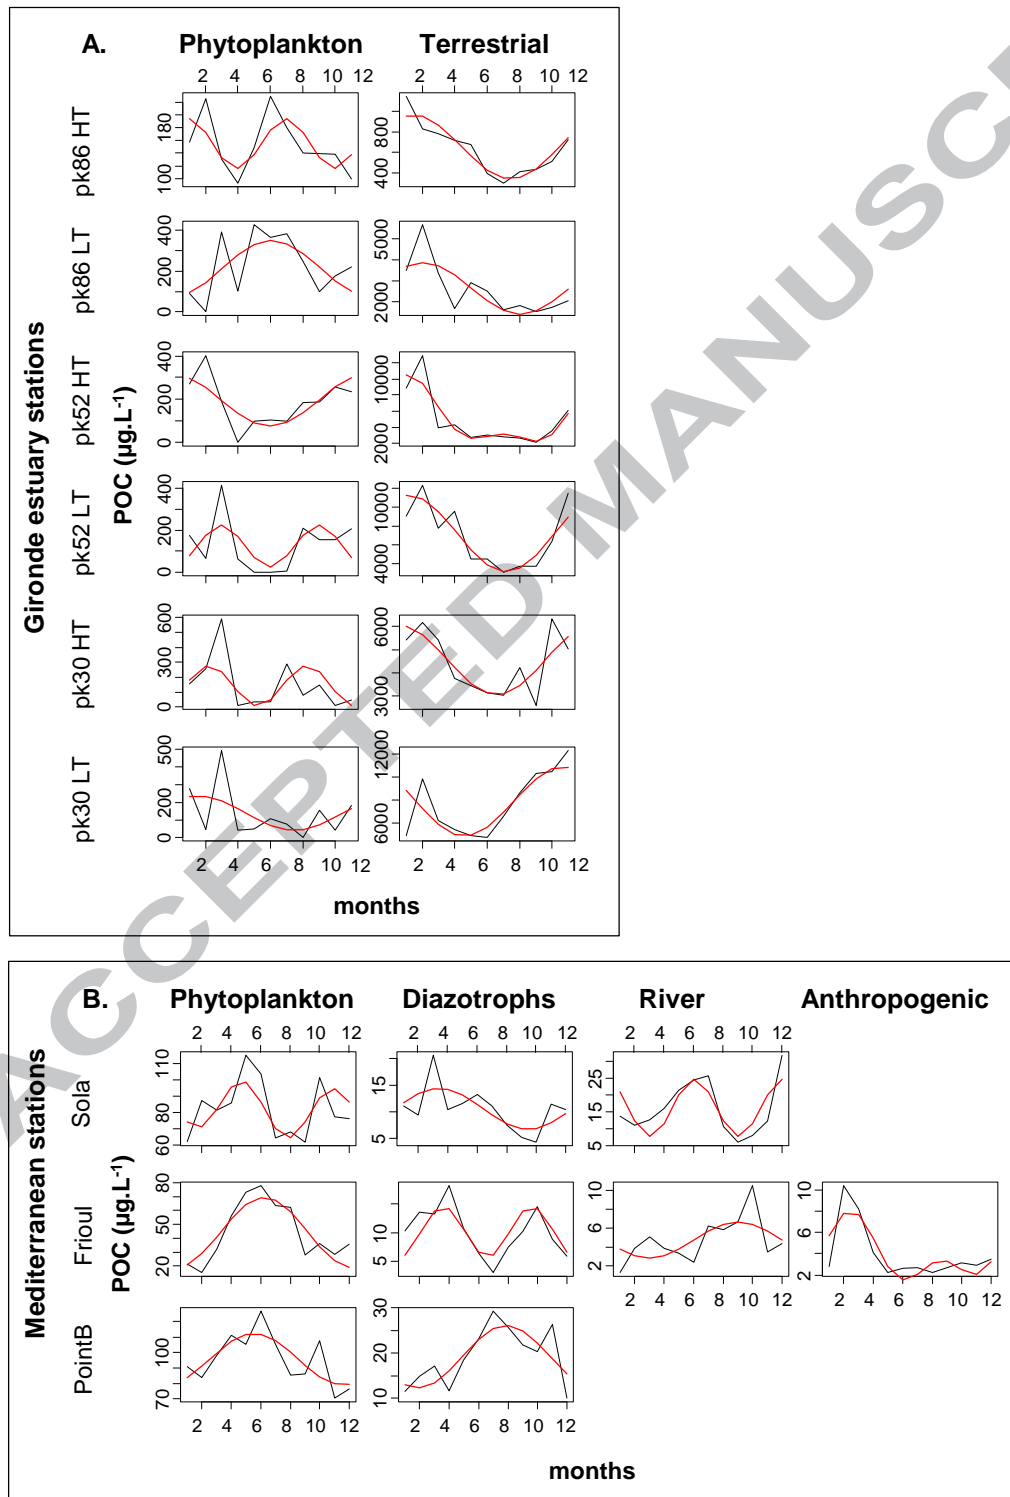 A. Phytoplankton Terrestrial
2 4 6 8 10 12 2 4 6 8 10 12
pk86 HT
100 180
400 800
pk86 LT
0 200 400
2000 5000
pk52 HT
0 200 400
2000 10000
pk52 LT
0 200 400
4000 10000
pk30 HT
0 300 600
3000 6000
pk30 LT
0 200 500
6000 12000
2 4 6 8 10 12 2 4 6 8 10 12
months
Gironde estuary stations
POC (µg.L-1)
B. Phytoplankton Diazotrophs River Anthropogenic
2 4 6 8 10 12 2 4 6 8 10 12 2 4 6 8 10 12
Sola
60 80 110
5 15
5 15 25
Frioul
20 50 80
5 10
2 6 10
2 6 10
PointB
70 100
10 20 30
2 4 6 8 10 12 2 4 6 8 10 12 2 4 6 8 10 12 2 4 6 8 10 12
months
Mediterranean stations
POC (µg.L-1)
ACCEPTED MANUSCRI